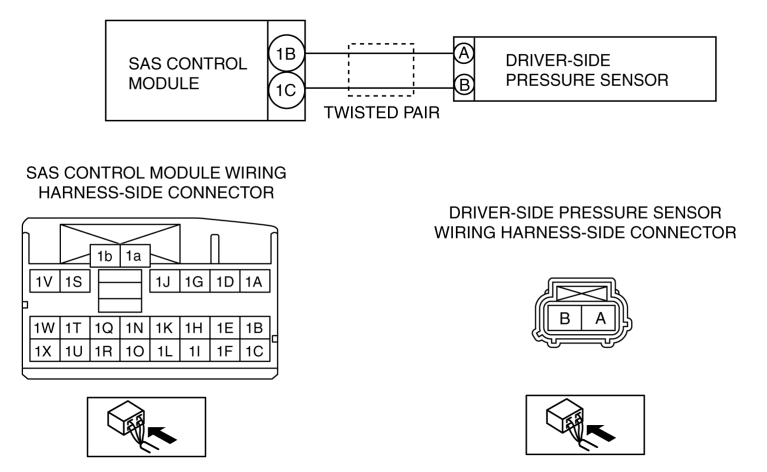 SAS CONTROL
MODULE
1B
1C
A
B
DRIVER-SIDE
PRESSURE SENSOR
TWISTED PAIR
SAS CONTROL MODULE WIRING
HARNESS-SIDE CONNECTOR
1b 1a
1V 1S 1J 1G 1D 1A
1W 1T 1Q 1N 1K 1H 1E 1B
1X 1U 1R 1O 1L 1I 1F 1C
DRIVER-SIDE PRESSURE SENSOR
WIRING HARNESS-SIDE CONNECTOR
B A